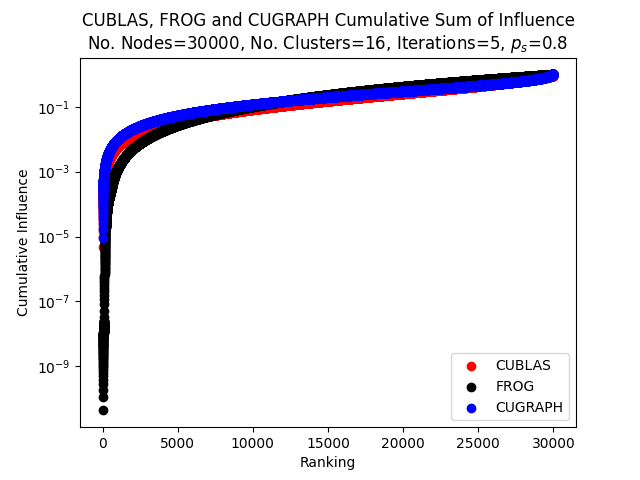 CUBLAS, FROG and CUGRAPH Cumulative Sum of Influence
No. Nodes=30000, No. Clusters=16, Iterations=5, $p_s$=0.8
Cumulative Influence
10⁻¹
10⁻³
10⁻⁵
10⁻⁷
10⁻⁹
CUBLAS
FROG
CUGRAPH
0 5000 10000 15000 20000 25000 30000
Ranking